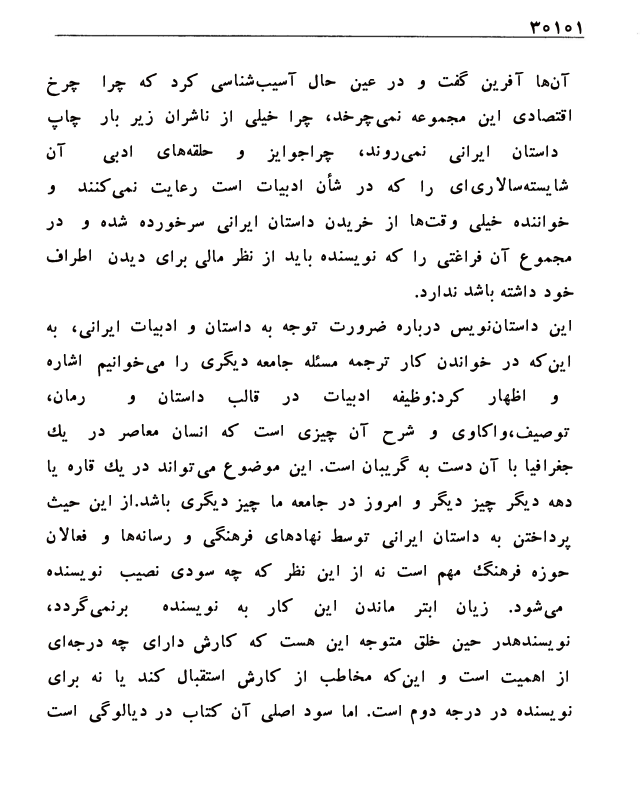 ۳۰۱۰۱
آن‌ها آفرین گفت و در عین حال آسیب‌شناسی کرد که چرا چرخ
اقتصادی این مجموعه نمی‌چرخد، چرا خیلی از ناشران زیر بار چاپ
داستان ایرانی نمی‌روند، چراجوایز و حلقه‌های ادبی آن
شایسته‌سالاری‌ای را که در شأن ادبیات است رعایت نمی‌کنند و
خواننده خیلی وقت‌ها از خریدن داستان ایرانی سرخورده شده و در
مجموع آن فراغتی را که نویسنده باید از نظر مالی برای دیدن اطراف
خود داشته باشد ندارد.
این داستان‌نویس درباره ضرورت توجه به داستان و ادبیات ایرانی، به
این‌که در خواندن کار ترجمه مسئله جامعه دیگری را می‌خوانیم اشاره
و اظهار کرد:وظیفه ادبیات در قالب داستان و رمان،
توصیف،واکاوی و شرح آن چیزی است که انسان معاصر در یك
جغرافیا با آن دست به گریبان است. این موضوع می‌تواند در یك قاره یا
دهه دیگر چیز دیگر و امروز در جامعه ما چیز دیگری باشد.از این حیث
پرداختن به داستان ایرانی توسط نهادهای فرهنگی و رسانه‌ها و فعالان
حوزه فرهنگ مهم است نه از این نظر که چه سودی نصیب نویسنده
می‌شود. زیان ابتر ماندن این کار به نویسنده برنمی‌گردد،
نویسندهدر حین خلق متوجه این هست که کارش دارای چه درجه‌ای
از اهمیت است و این‌که مخاطب از کارش استقبال کند یا نه برای
نویسنده در درجه دوم است. اما سود اصلی آن کتاب در دیالوگی است